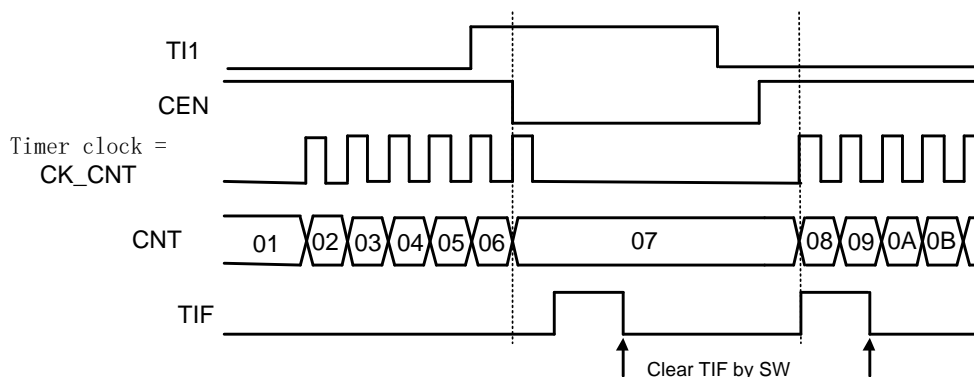 TI1
CEN
Timer clock =
CK_CNT
CNT
01 02 03 04 05 06 07 08 09 0A 0B
TIF
Clear TIF by SW